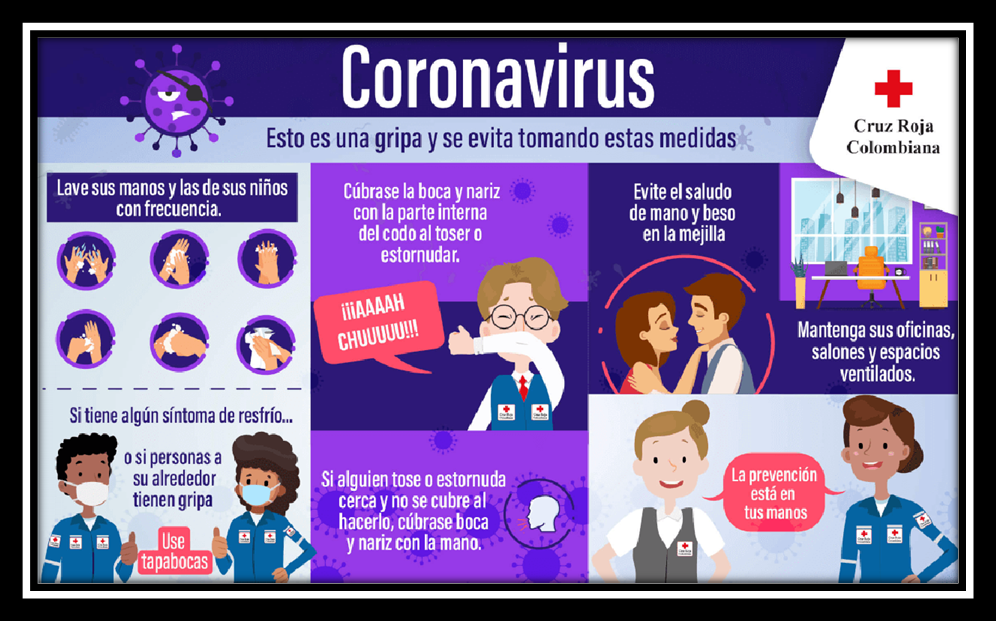 Coronavirus
Esto es una gripa y se evita tomando estas medidas
Cruz Roja
Colombiana
Lave sus manos y las de sus niños
con frecuencia.
Si tiene algún síntoma de resfrío...
o si personas a
su alrededor
tienen gripa
Use
tapabocas
Cúbrase la boca y nariz
con la parte interna
del codo al toser o
estornudar.
¡¡¡AAAAH
CHUUUUU!!!
Si alguien tose o estornuda
cerca y no se cubre al
hacerlo, cúbrase boca
y nariz con la mano.
Evite el saludo
de mano y beso
en la mejilla
Mantenga sus oficinas,
salones y espacios
ventilados.
La prevención
está en
tus manos